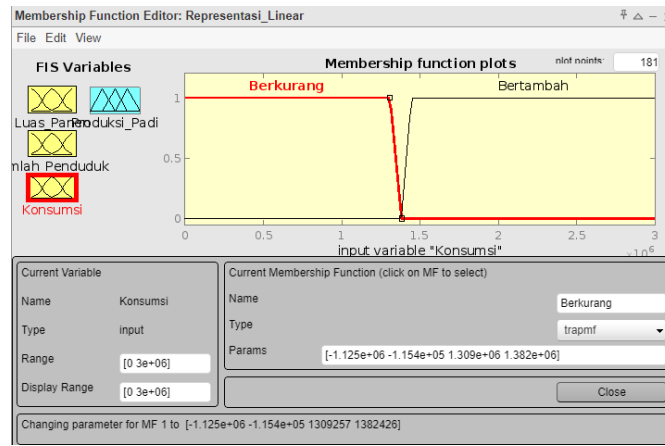 Membership Function Editor: Representasi_Linear
File Edit View
FIS Variables
Membership function plots
plot points: 181
Produksi_Padi
Konsumsi
Berkurang
Bertambah
1
0.5
0
0 0.5 1 1.5 2 2.5 3
input variable "Konsumsi"
Current Variable
Name Konsumsi
Type input
Range [0 3e+06]
Display Range [0 3e+06]
Current Membership Function (click on MF to select)
Name Berkurang
Type trapmf
Params [-1.125e+06 -1.154e+05 1.309e+06 1.382e+06]
Close
Changing parameter for MF 1 to [-1.125e+06 -1.154e+05 1309257 1382426]